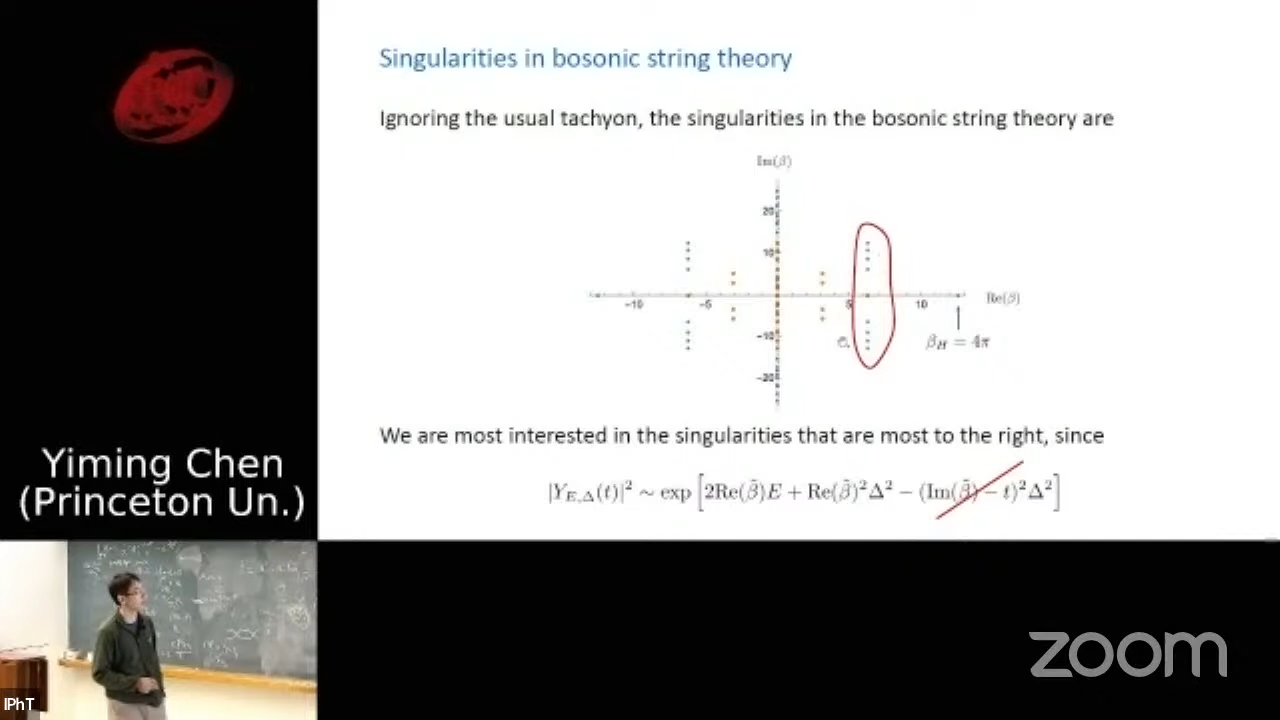 Singularities in bosonic string theory
Ignoring the usual tachyon, the singularities in the bosonic string theory are
Im(β)
20
10
-10 -5 5 10 Re(β)
-10
β_H = 4π
-20
We are most interested in the singularities that are most to the right, since
|Y_{E,Δ}(t)|² ~ exp [2Re(β̃)E + Re(β̃)²Δ² − (Im(β̃) − t)²Δ²]
Yiming Chen
(Princeton Un.)
IPhT
zoom